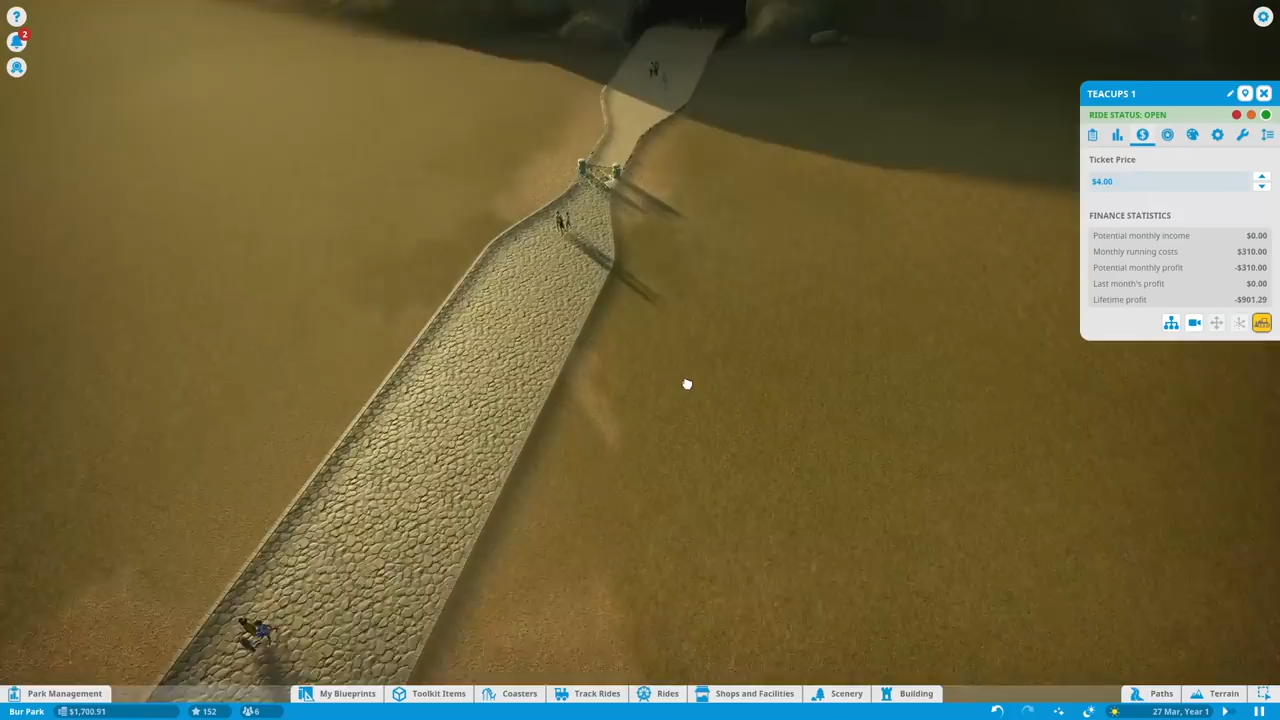 ?
2
TEACUPS 1
RIDE STATUS: OPEN
Ticket Price
$4.00
FINANCE STATISTICS
Potential monthly income $0.00
Monthly running costs $310.00
Potential monthly profit -$310.00
Last month's profit $0.00
Lifetime profit -$901.29
Park Management My Blueprints Toolkit Items Coasters Track Rides Rides Shops and Facilities Scenery Building Paths Terrain
Bur Park $1,700.91 152 6 27 Mar, Year 1